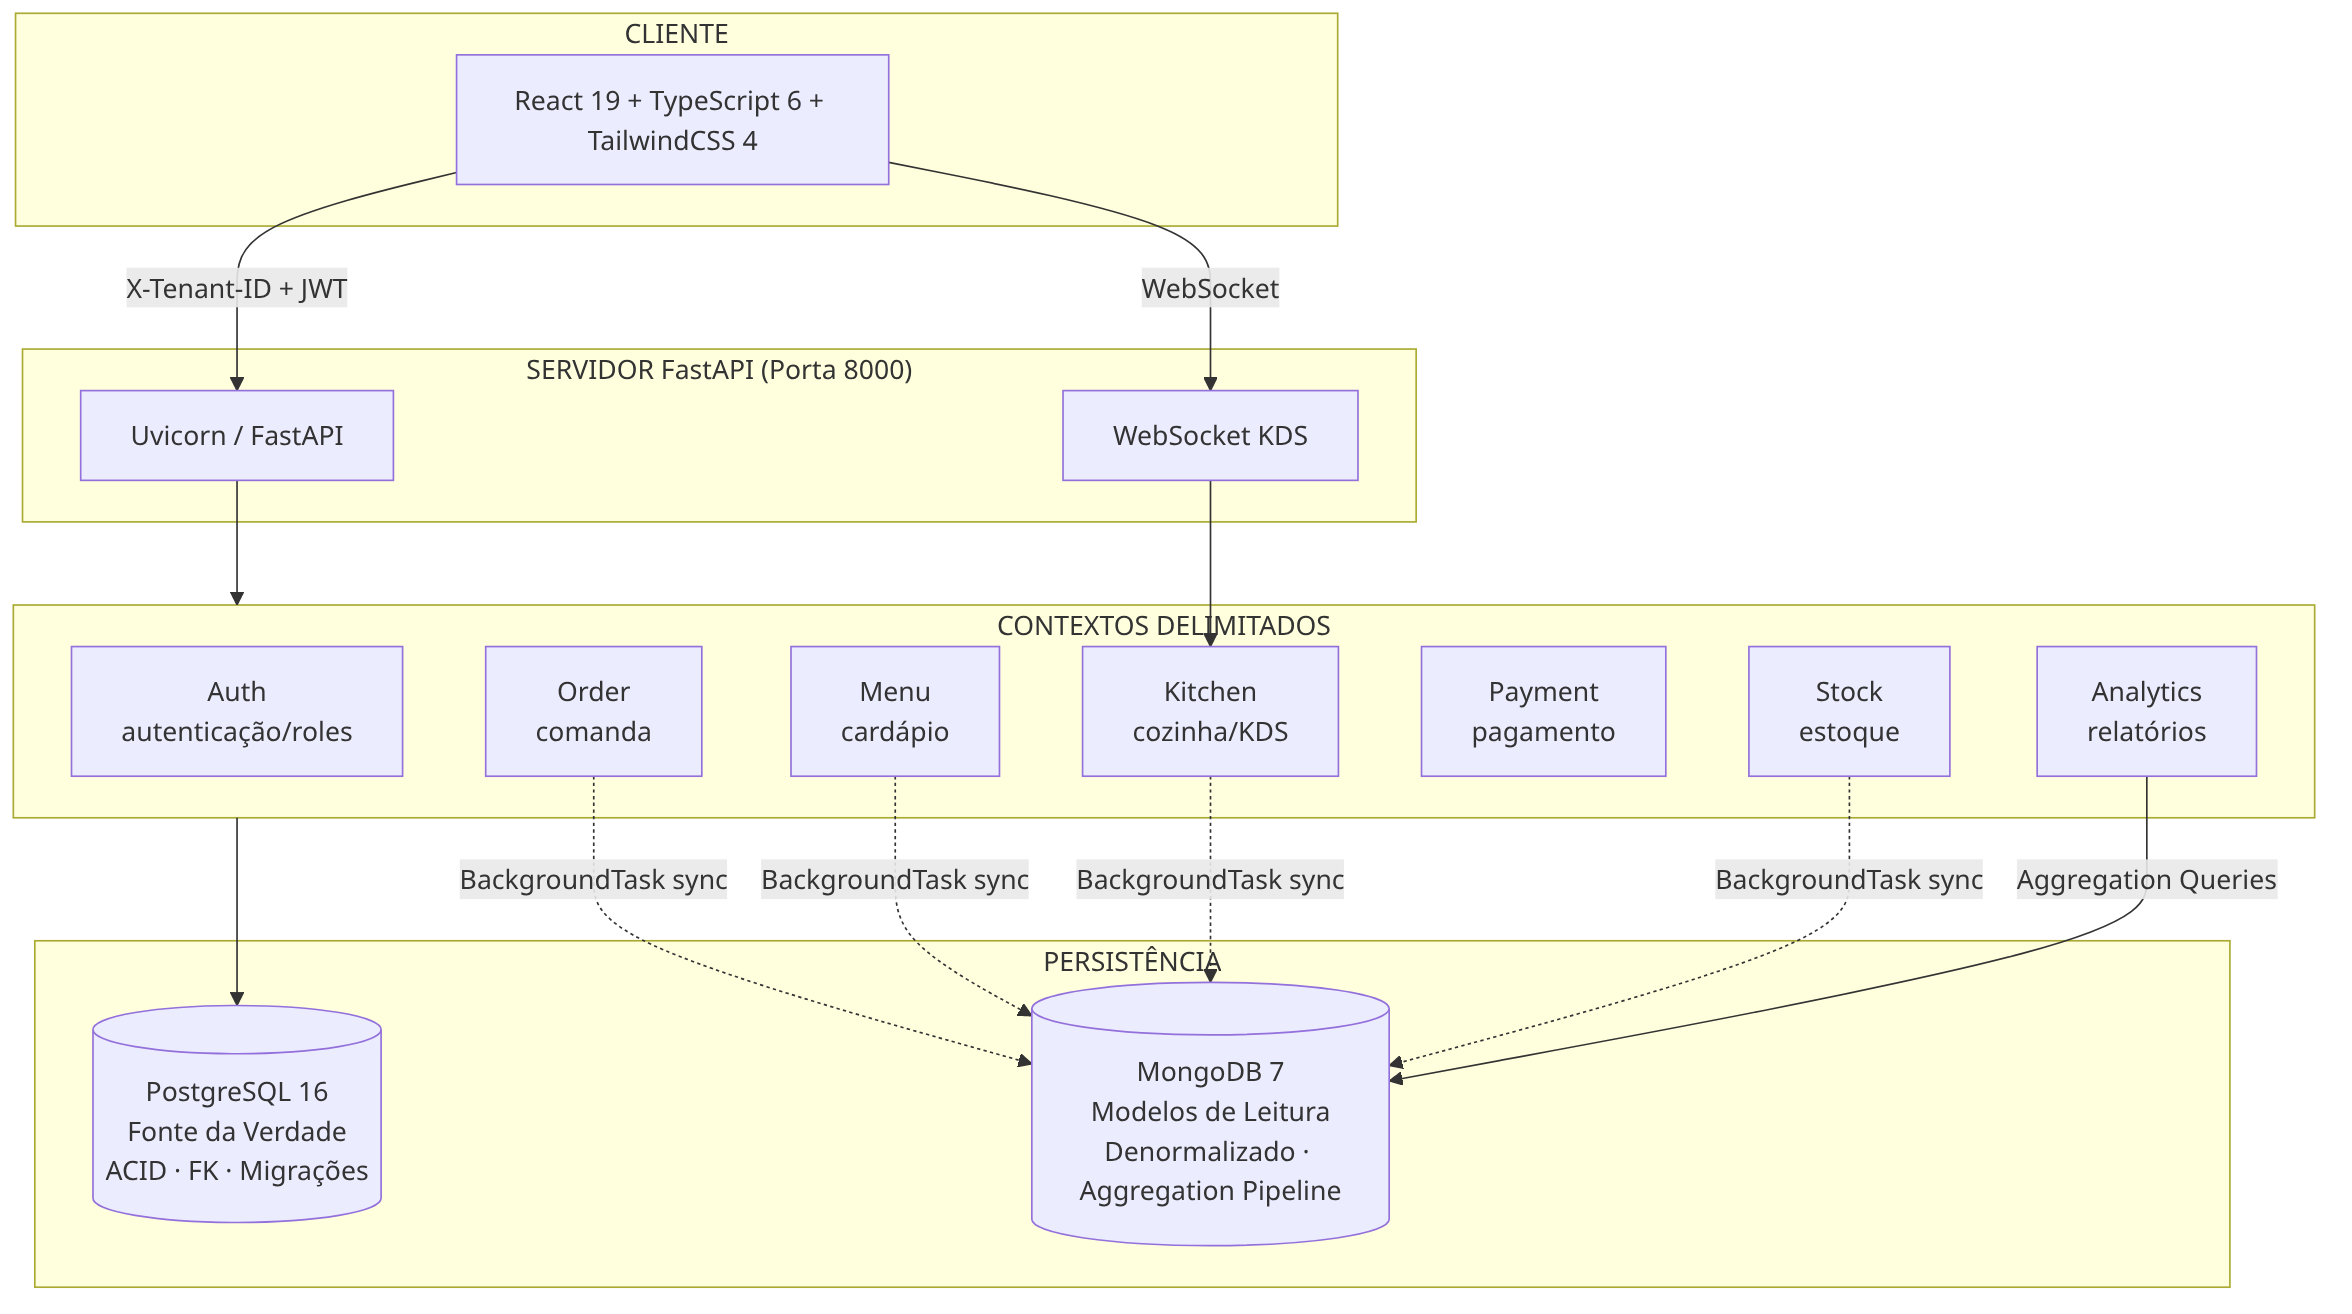 CLIENTE
React 19 + TypeScript 6 +
TailwindCSS 4
X-Tenant-ID + JWT
WebSocket
SERVIDOR FastAPI (Porta 8000)
Uvicorn / FastAPI
WebSocket KDS
CONTEXTOS DELIMITADOS
Auth
autenticação/roles
Order
comanda
Menu
cardápio
Kitchen
cozinha/KDS
Payment
pagamento
Stock
estoque
Analytics
relatórios
BackgroundTask sync
BackgroundTask sync
BackgroundTask sync
BackgroundTask sync
Aggregation Queries
PERSISTÊNCIA
PostgreSQL 16
Fonte da Verdade
ACID · FK · Migrações
MongoDB 7
Modelos de Leitura
Denormalizado ·
Aggregation Pipeline